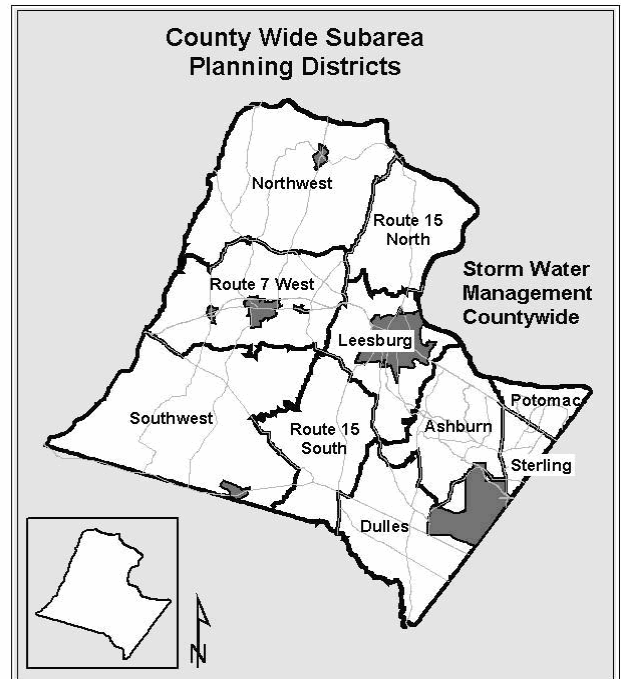 County Wide Subarea
Planning Districts
Northwest
Route 15
North
Route 7 West
Storm Water
Management
Countywide
Leesburg
Southwest
Route 15
South
Ashburn
Potomac
Sterling
Dulles
N